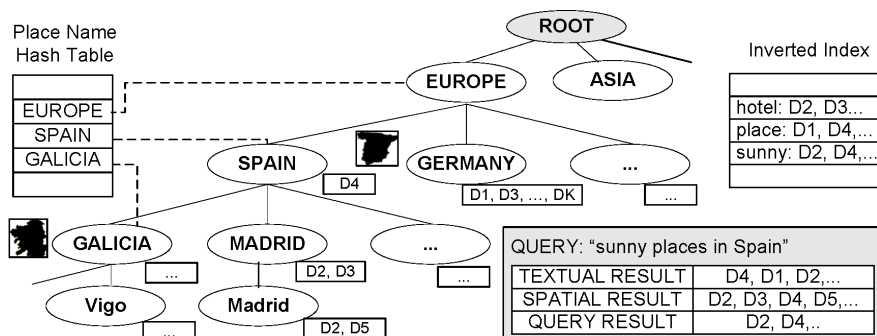 Place Name
Hash Table
EUROPE
SPAIN
GALICIA
ROOT
EUROPE
ASIA
SPAIN
D4
GERMANY
D1, D3, ..., DK
...
...
GALICIA
...
MADRID
D2, D3
...
...
Vigo
...
Madrid
D2, D5
Inverted Index
hotel: D2, D3...
place: D1, D4,...
sunny: D2, D4,...
QUERY: “sunny places in Spain”
TEXTUAL RESULT D4, D1, D2,...
SPATIAL RESULT D2, D3, D4, D5,...
QUERY RESULT D2, D4,..